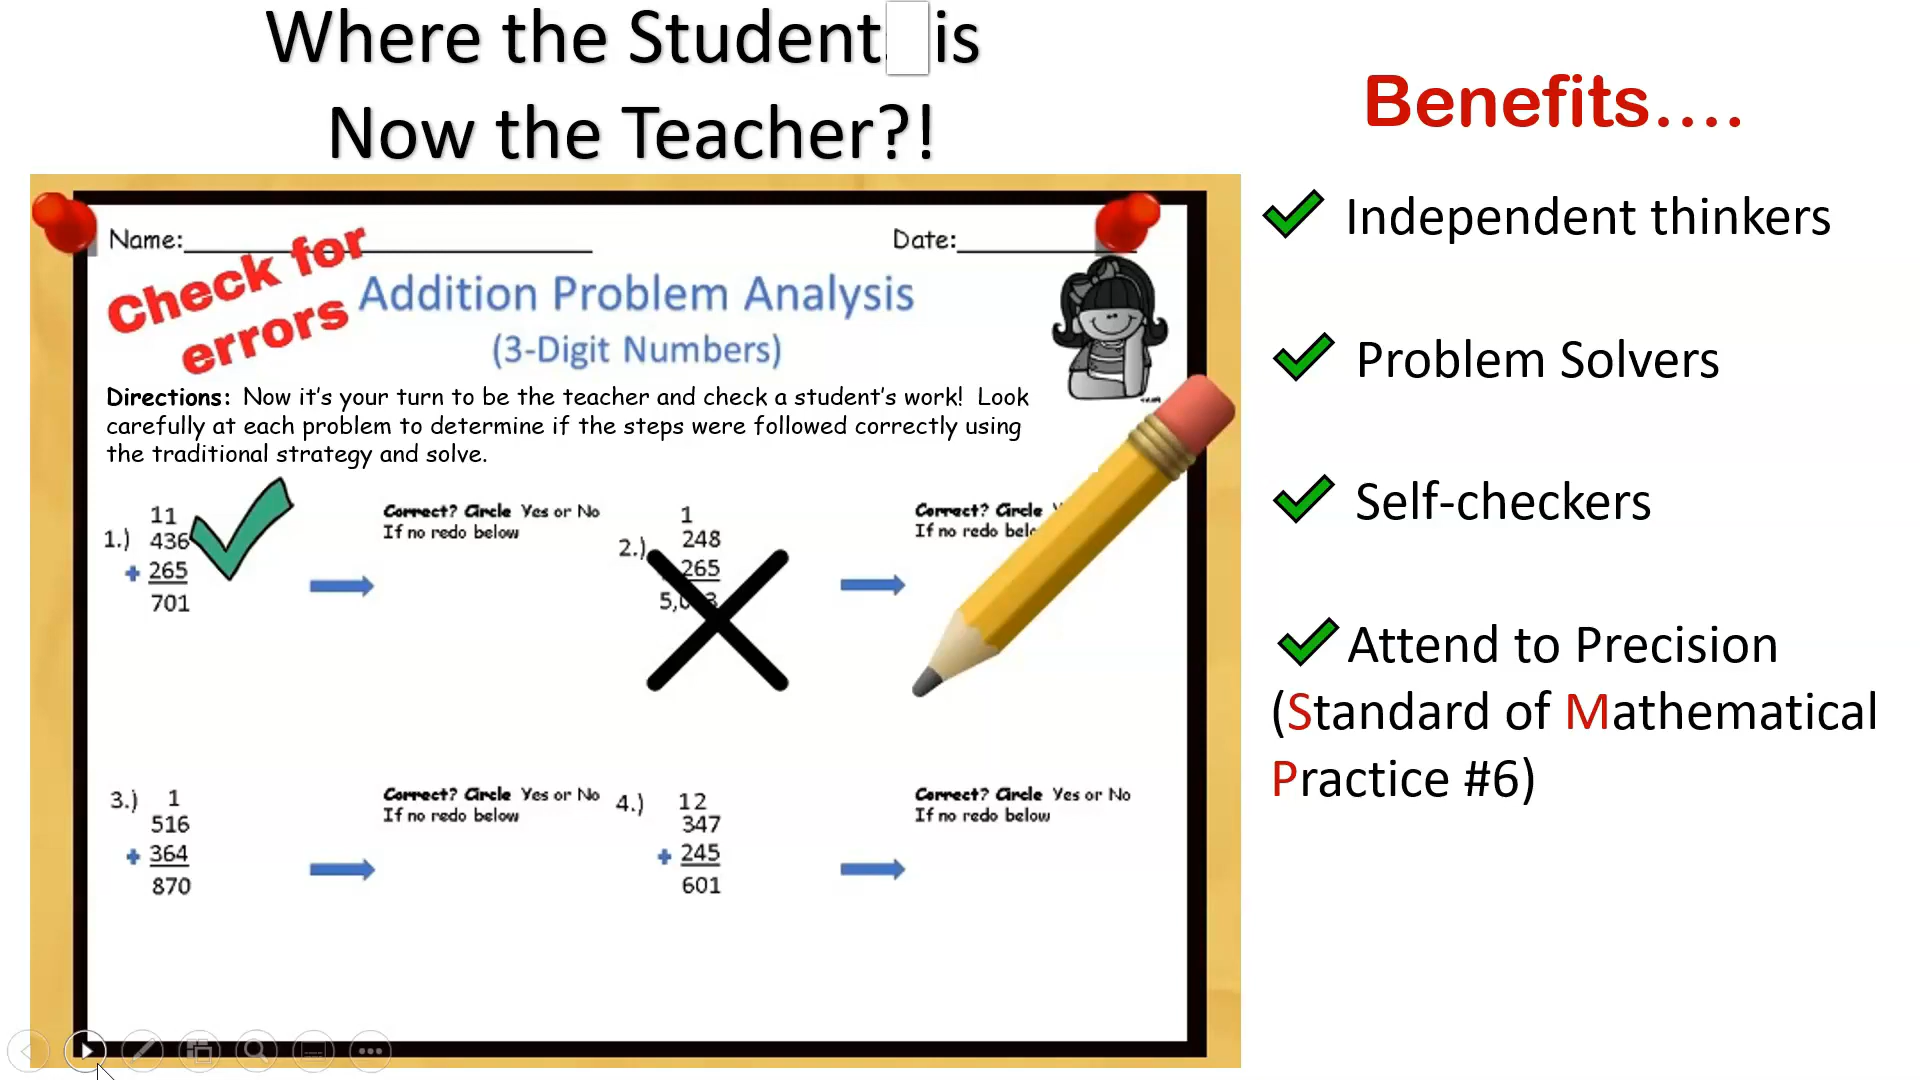 Where the Student is
Now the Teacher?!
Benefits....
Independent thinkers
Problem Solvers
Self-checkers
Attend to Precision
(Standard of Mathematical
Practice #6)
Name: Date:
Check for
errors
Addition Problem Analysis
(3-Digit Numbers)
Directions: Now it's your turn to be the teacher and check a student's work! Look
carefully at each problem to determine if the steps were followed correctly using
the traditional strategy and solve.
1.) 11
436
+ 265
701
Correct? Circle Yes or No
If no redo below
2.) 1
248
265
Correct? Circle
If no redo
3.) 1
516
+ 364
870
Correct? Circle Yes or No
If no redo below
4.) 12
347
+ 245
601
Correct? Circle Yes or No
If no redo below